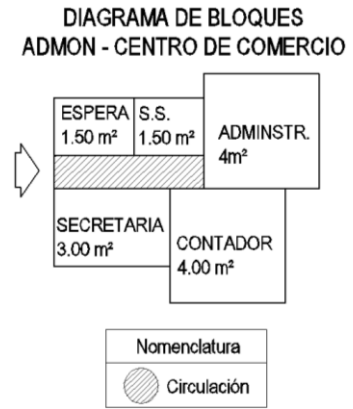 DIAGRAMA DE BLOQUES
ADMON - CENTRO DE COMERCIO
ESPERA
1.50 m²
S.S.
1.50 m²
ADMINSTR.
4m²
SECRETARIA
3.00 m²
CONTADOR
4.00 m²
Nomenclatura
Circulación